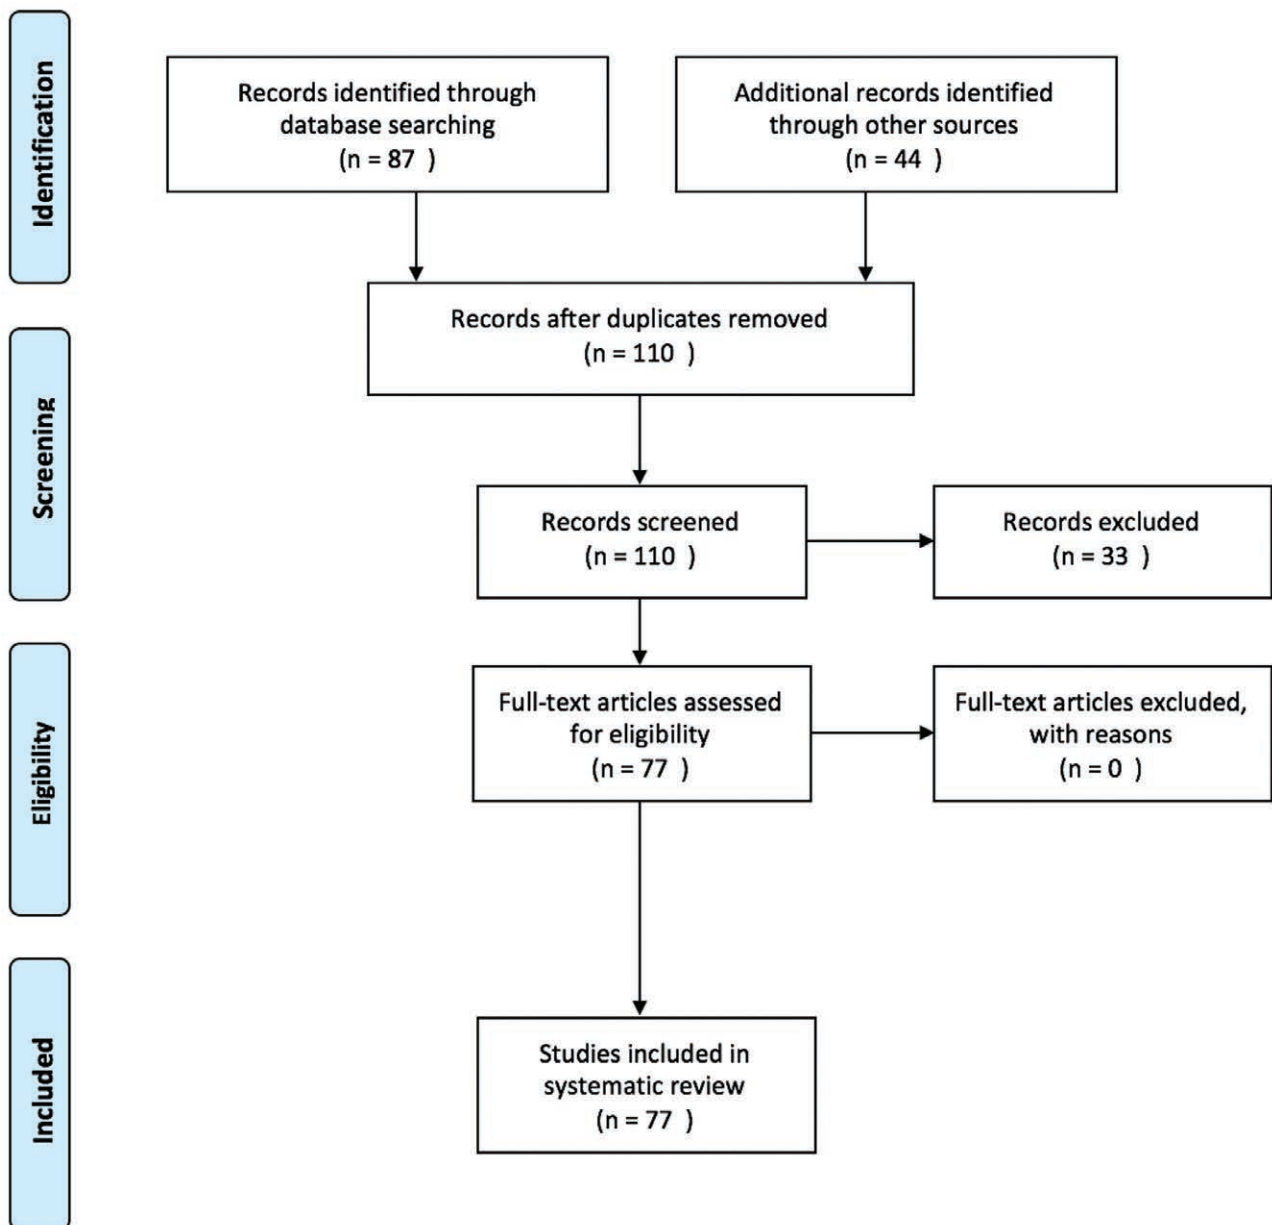 Identification
Records identified through
database searching
(n = 87  )
Additional records identified
through other sources
(n = 44  )
Records after duplicates removed
(n = 110  )
Screening
Records screened
(n = 110  )
Records excluded
(n = 33  )
Eligibility
Full-text articles assessed
for eligibility
(n = 77  )
Full-text articles excluded,
with reasons
(n = 0  )
Included
Studies included in
systematic review
(n = 77  )